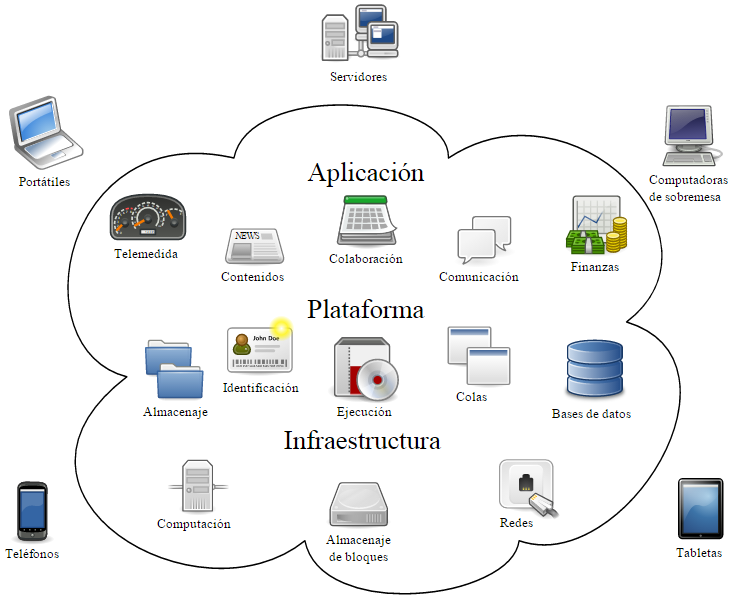 Servidores
Portátiles
Computadoras
de sobremesa
Aplicación
Telemedida
NEWS
Contenidos
Colaboración
Comunicación
Finanzas
Plataforma
Almacenaje
John Doe
Identificación
Ejecución
Colas
Bases de datos
Infraestructura
Computación
Almacenaje
de bloques
Redes
Teléfonos
Tabletas